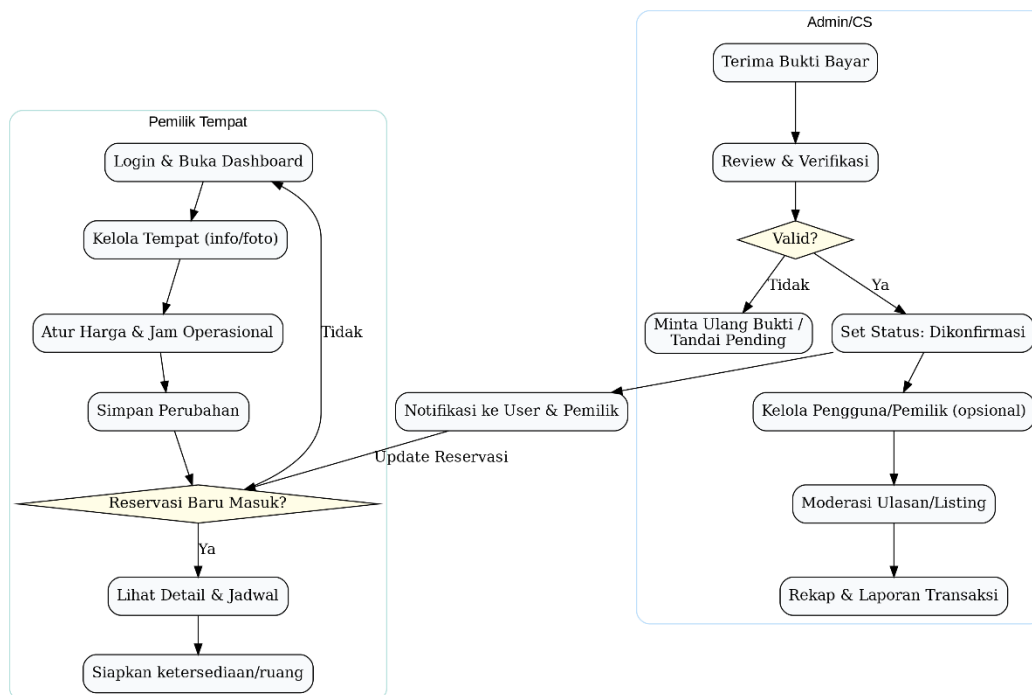 Admin/CS
Terima Bukti Bayar
Review & Verifikasi
Valid?
Tidak
Ya
Minta Ulang Bukti /
Tandai Pending
Set Status: Dikonfirmasi
Kelola Pengguna/Pemilik (opsional)
Moderasi Ulasan/Listing
Rekap & Laporan Transaksi
Notifikasi ke User & Pemilik
Update Reservasi
Pemilik Tempat
Login & Buka Dashboard
Kelola Tempat (info/foto)
Atur Harga & Jam Operasional
Simpan Perubahan
Tidak
Reservasi Baru Masuk?
Ya
Lihat Detail & Jadwal
Siapkan ketersediaan/ruang